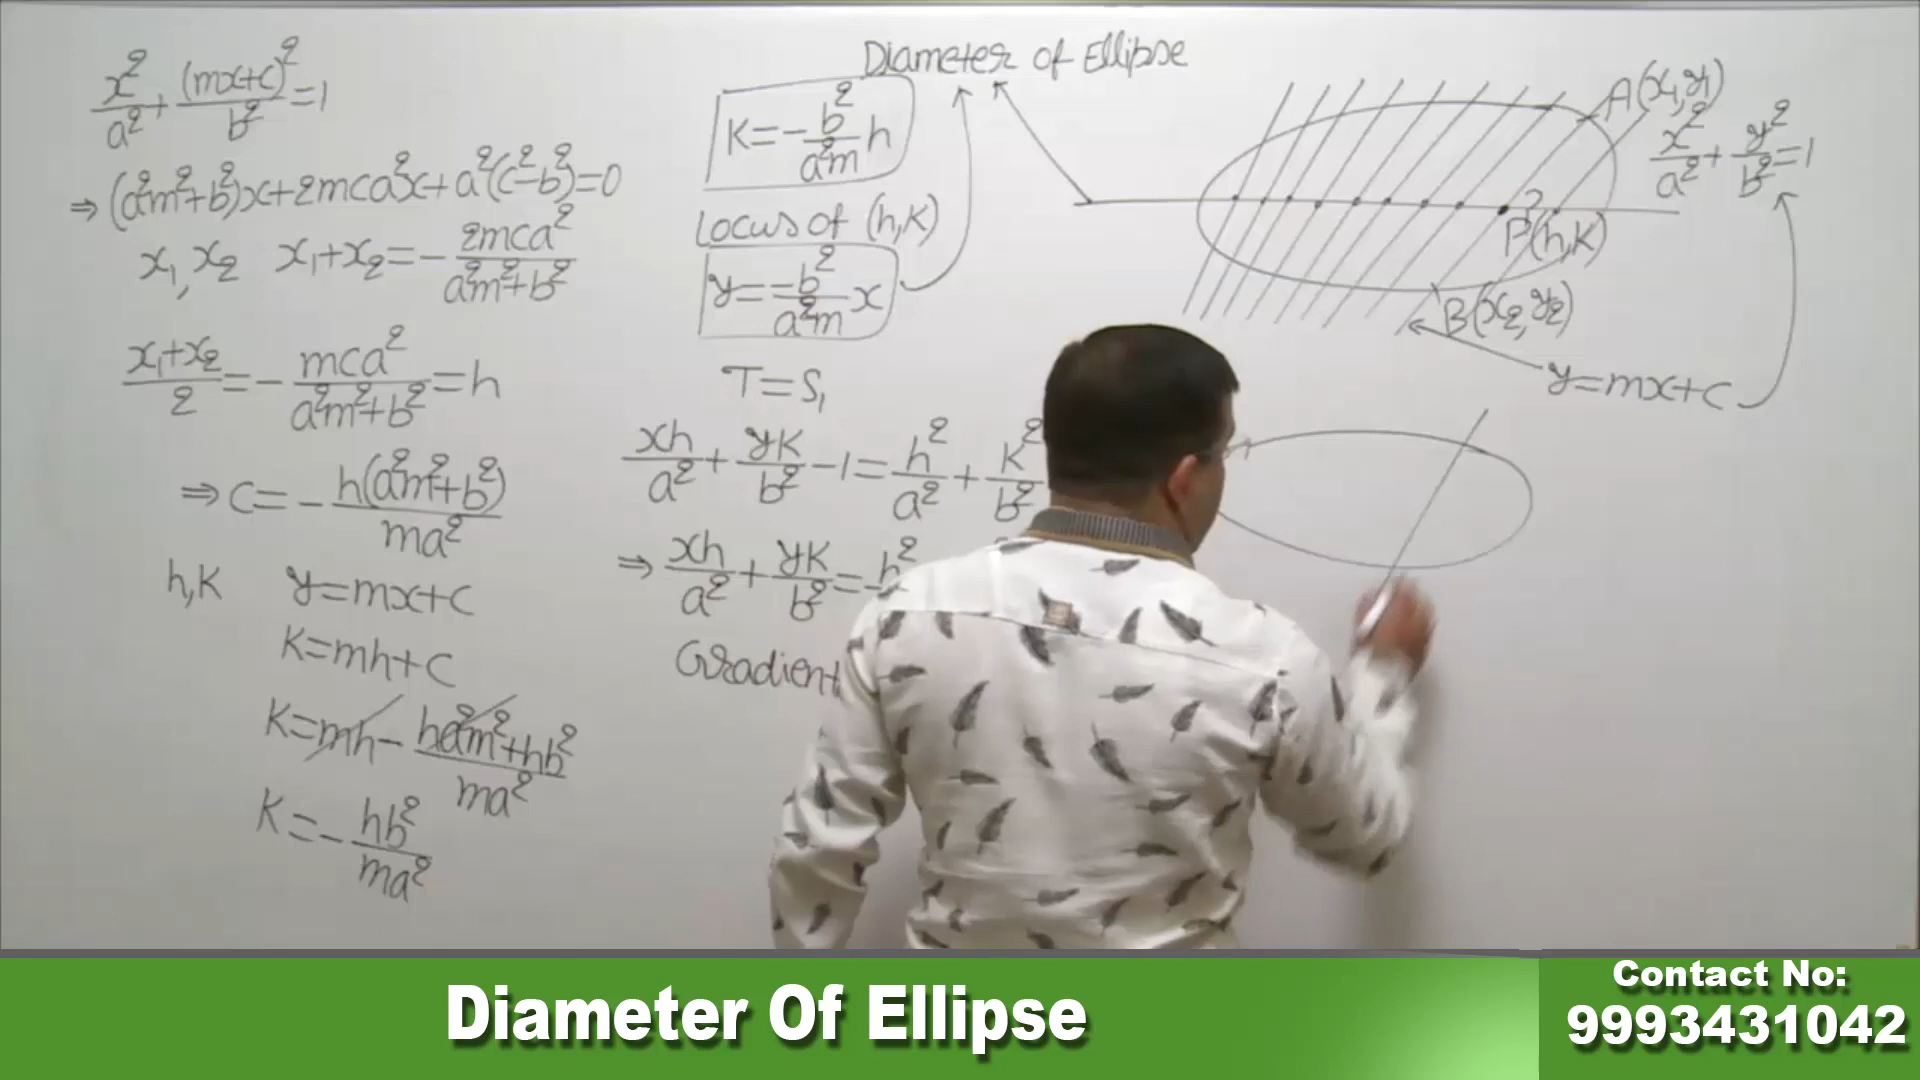 x²/a² + (mx+c)²/b² = 1
⇒ (a²m²+b²)x + 2mca²x + a²(c²-b²) = 0
x₁, x₂ x₁+x₂ = - 2mca²/a²m²+b²
x₁+x₂/2 = - mca²/a²m²+b² = h
⇒ C = - h(a²m²+b²)/ma²
h,K y=mx+c
K=mh+c
K=mh - ha²m²+hb²/ma²
K = - hb²/ma²
Diameter of Ellipse
K = - b²/a²m h
Locus of (h,K)
y = -b²/a²m x
T=S₁
xh/a² + yK/b² - 1 = h²/a² + K²/b²
⇒ xh/a² + yK/b² = h²
Gradient
A(x₁,y₁)
x²/a² + y²/b² = 1
P(h,K)
B(x₂,y₂)
y=mx+c
Diameter Of Ellipse
Contact No:
9993431042